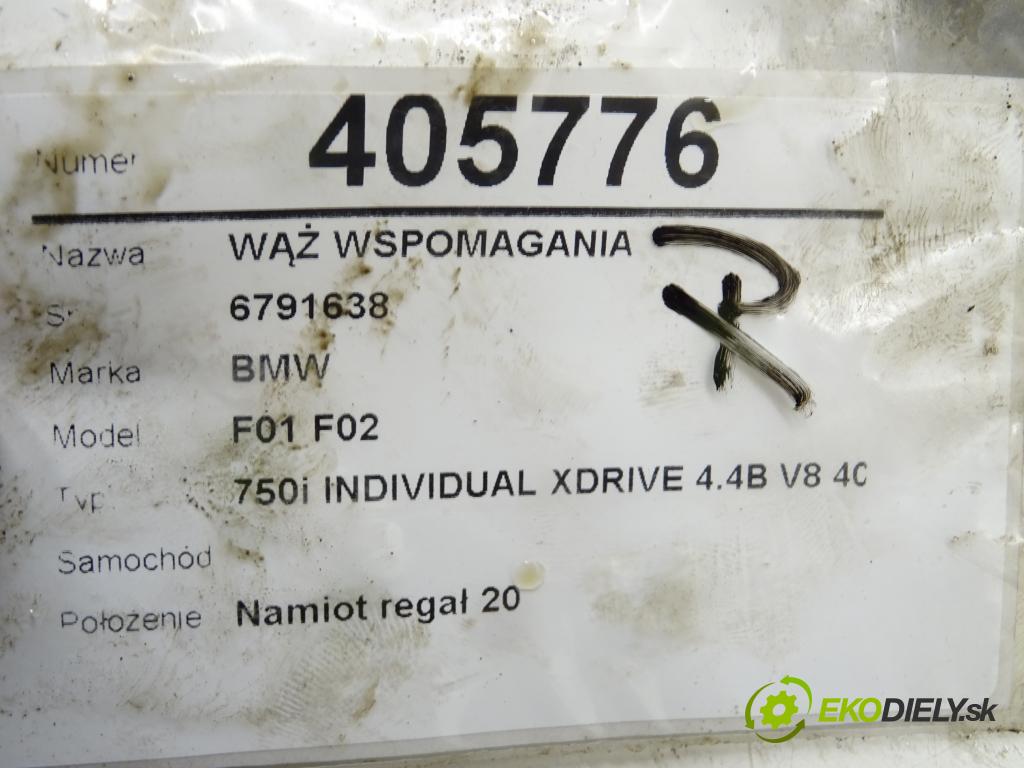 Numer 405776
Nazwa WĄŻ WSPOMAGANIA
6791638
Marka BMW
Model F01 F02
Typ 750i INDIVIDUAL XDRIVE 4.4B V8 40
Samochód
Położenie Namiot regał 20
EKODIELY.sk